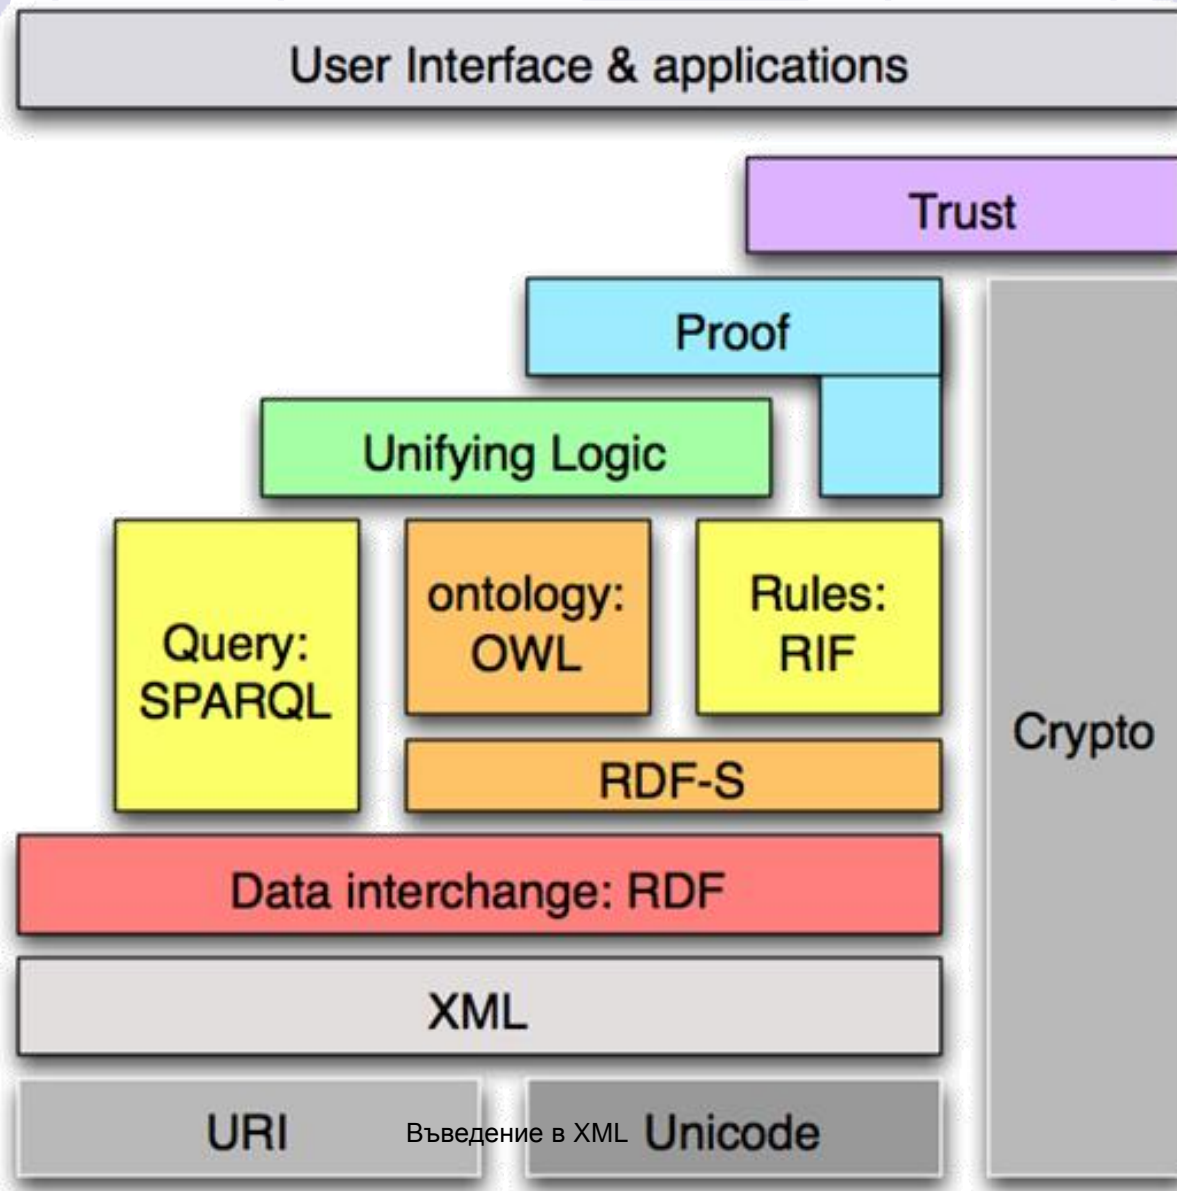 User Interface & applications
Trust
Proof
Unifying Logic
Query:
SPARQL
ontology:
OWL
Rules:
RIF
Crypto
RDF-S
Data interchange: RDF
XML
URI
Въведение в XML
Unicode